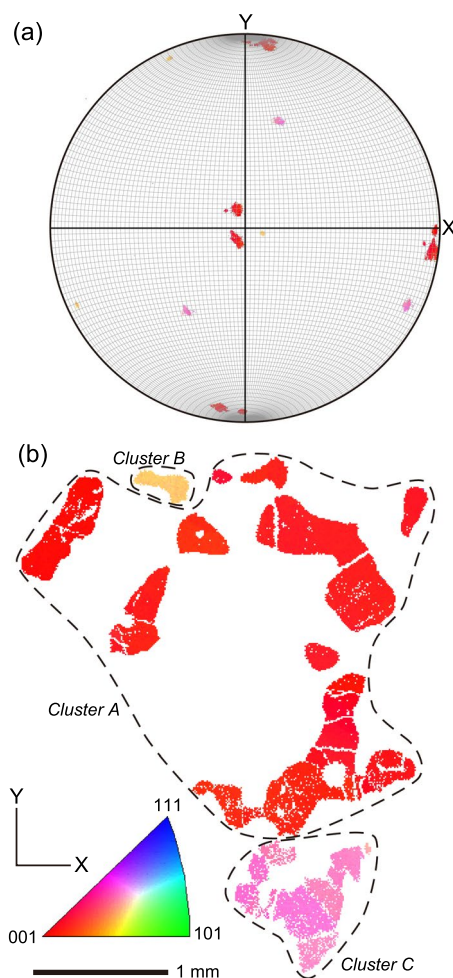 (a)
Y
X
(b)
Cluster B
Cluster A
Y
X
111
001
101
1 mm
Cluster C